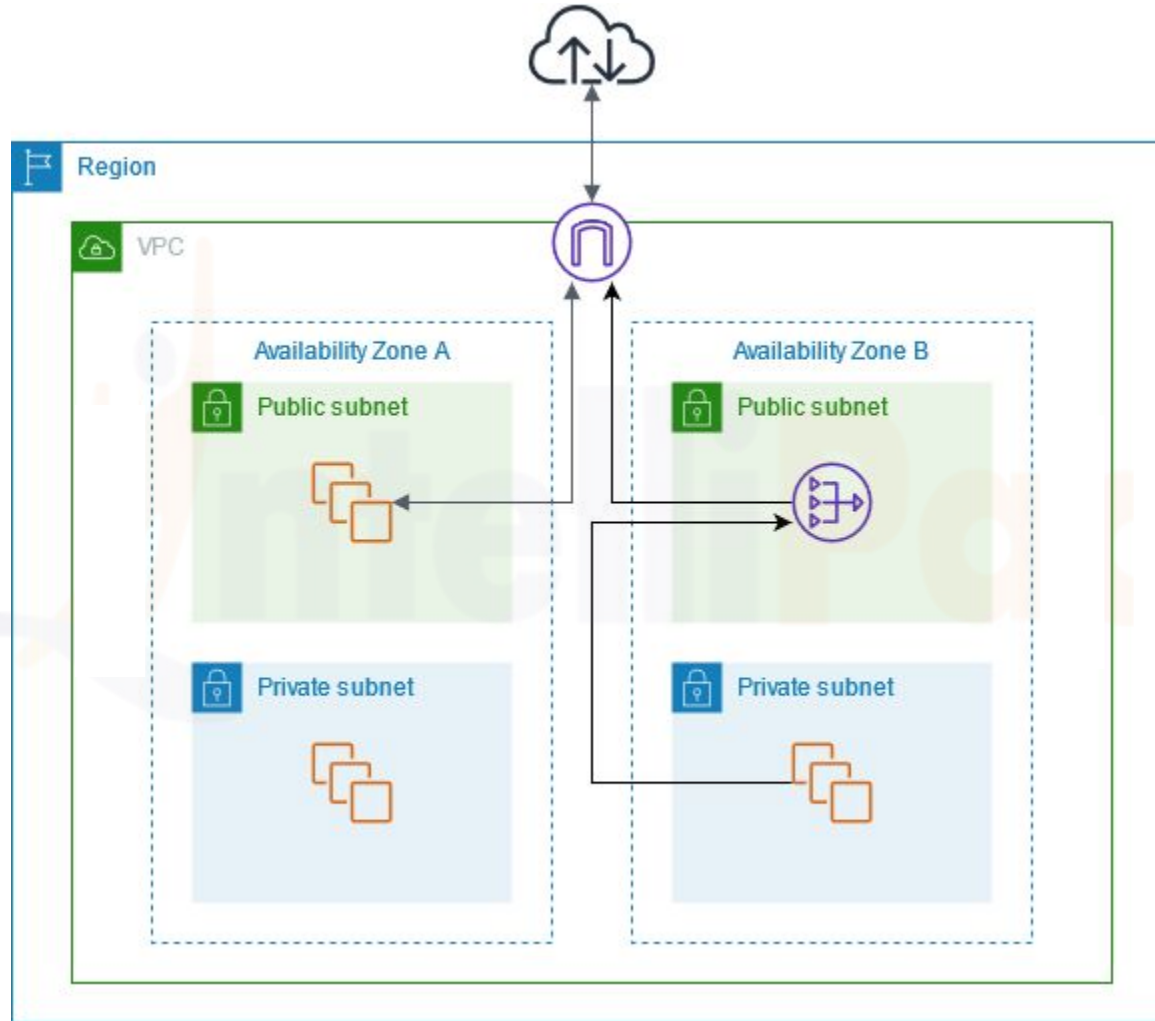 Region
VPC
Availability Zone A
Availability Zone B
Public subnet
Public subnet
Private subnet
Private subnet